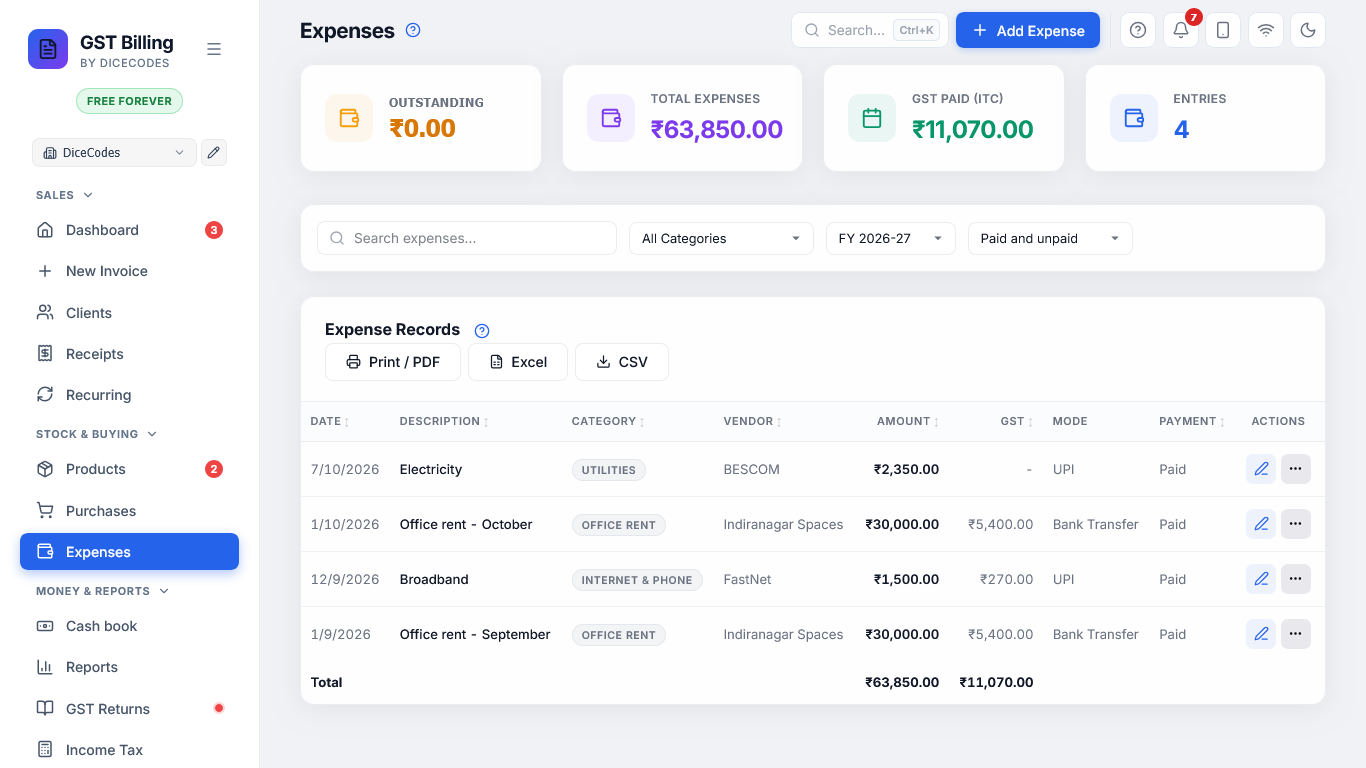 GST Billing
BY DICECODES
FREE FOREVER
DiceCodes
SALES
Dashboard 3
New Invoice
Clients
Receipts
Recurring
STOCK & BUYING
Products 2
Purchases
Expenses
MONEY & REPORTS
Cash book
Reports
GST Returns
Income Tax
Expenses
Search... Ctrl+K
Add Expense
7
OUTSTANDING
₹0.00
TOTAL EXPENSES
₹63,850.00
GST PAID (ITC)
₹11,070.00
ENTRIES
4
Search expenses... All Categories FY 2026-27 Paid and unpaid
Expense Records
Print / PDF Excel CSV
DATE DESCRIPTION CATEGORY VENDOR AMOUNT GST MODE PAYMENT ACTIONS
7/10/2026 Electricity UTILITIES BESCOM ₹2,350.00 - UPI Paid
1/10/2026 Office rent - October OFFICE RENT Indiranagar Spaces ₹30,000.00 ₹5,400.00 Bank Transfer Paid
12/9/2026 Broadband INTERNET & PHONE FastNet ₹1,500.00 ₹270.00 UPI Paid
1/9/2026 Office rent - September OFFICE RENT Indiranagar Spaces ₹30,000.00 ₹5,400.00 Bank Transfer Paid
Total ₹63,850.00 ₹11,070.00